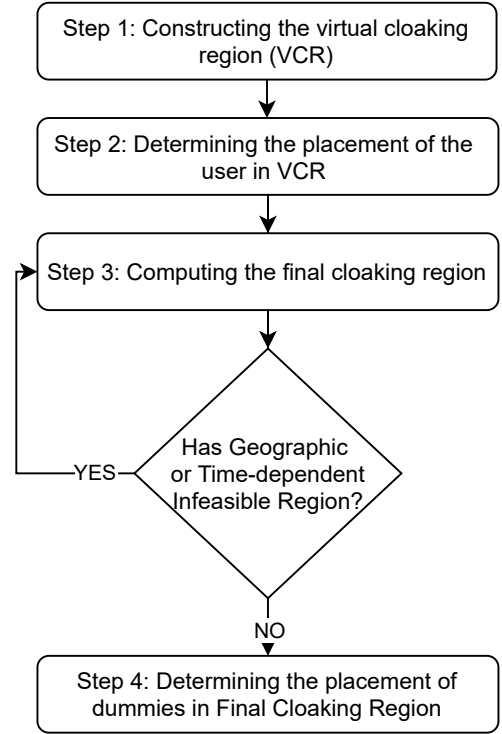 Step 1: Constructing the virtual cloaking
region (VCR)
Step 2: Determining the placement of the
user in VCR
Step 3: Computing the final cloaking region
Has Geographic
or Time-dependent
Infeasible Region?
YES
NO
Step 4: Determining the placement of
dummies in Final Cloaking Region